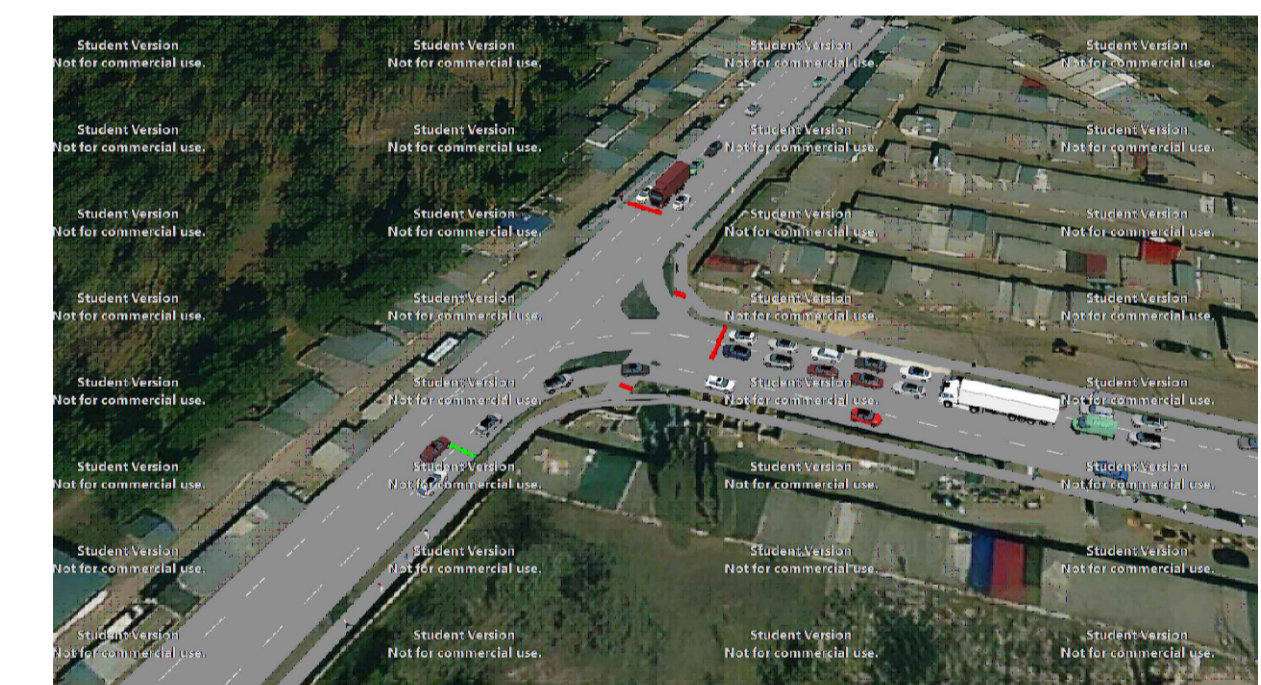 Student Version Student Version Student Version Student Version
Not for commercial use. Not for commercial use. Not for commercial use. Not for commercial use.
Student Version Student Version Student Version Student Version
Not for commercial use. Not for commercial use. Not for commercial use. Not for commercial use.
Student Version Student Version Student Version Student Version
Not for commercial use. Not for commercial use. Not for commercial use. Not for commercial use.
Student Version Student Version Student Version Student Version
Not for commercial use. Not for commercial use. Not for commercial use. Not for commercial use.
Student Version Student Version Student Version Student Version
Not for commercial use. Not for commercial use. Not for commercial use. Not for commercial use.
Student Version Student Version Student Version Student Version
Not for commercial use. Not for commercial use. Not for commercial use. Not for commercial use.
Student Version Student Version Student Version Student Version
Not for commercial use. Not for commercial use. Not for commercial use. Not for commercial use.
Student Version Student Version Student Version Student Version
Not for commercial use. Not for commercial use. Not for commercial use. Not for commercial use.